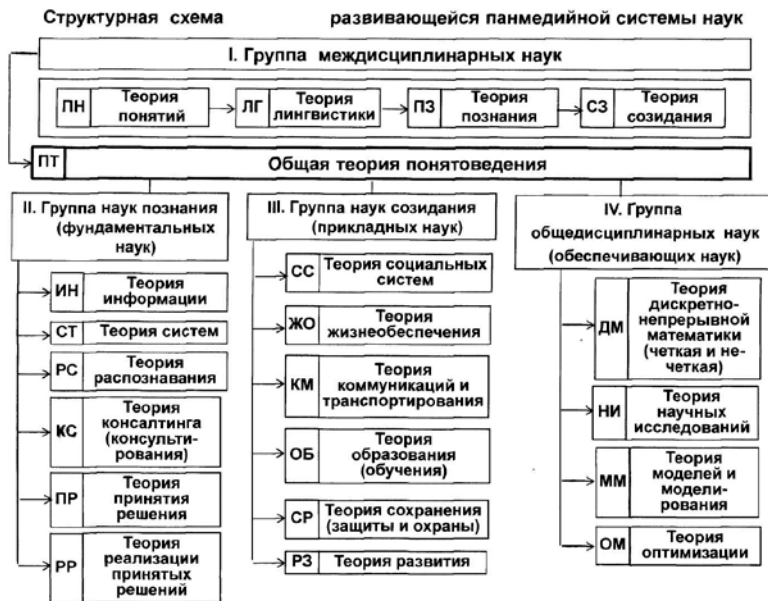 Структурная схема развивающейся панмедийной системы наук
I. Группа междисциплинарных наук
ПН Теория понятий
ЛГ Теория лингвистики
ПЗ Теория познания
СЗ Теория созидания
ПТ Общая теория понятоведения
II. Группа наук познания
(фундаментальных
наук)
ИН Теория
информации
СТ Теория систем
РС Теория
распознавания
КС Теория
консалтинга
(консульти-
рования)
ПР Теория
принятия
решения
РР Теория
реализации
принятых
решений
III. Группа наук созидания
(прикладных наук)
СС Теория социальных
систем
ЖО Теория
жизнеобеспечения
КМ Теория
коммуникаций и
транспортирования
ОБ Теория
образования
(обучения)
СР Теория сохранения
(защиты и охраны)
РЗ Теория развития
IV. Группа
общедисциплинарных наук
(обеспечивающих наук)
ДМ Теория
дискретно-
непрерывной
математики
(четкая и не-
четкая)
НИ Теория
научных
исследований
ММ Теория
моделей и
модели-
рования
ОМ Теория
оптимизации